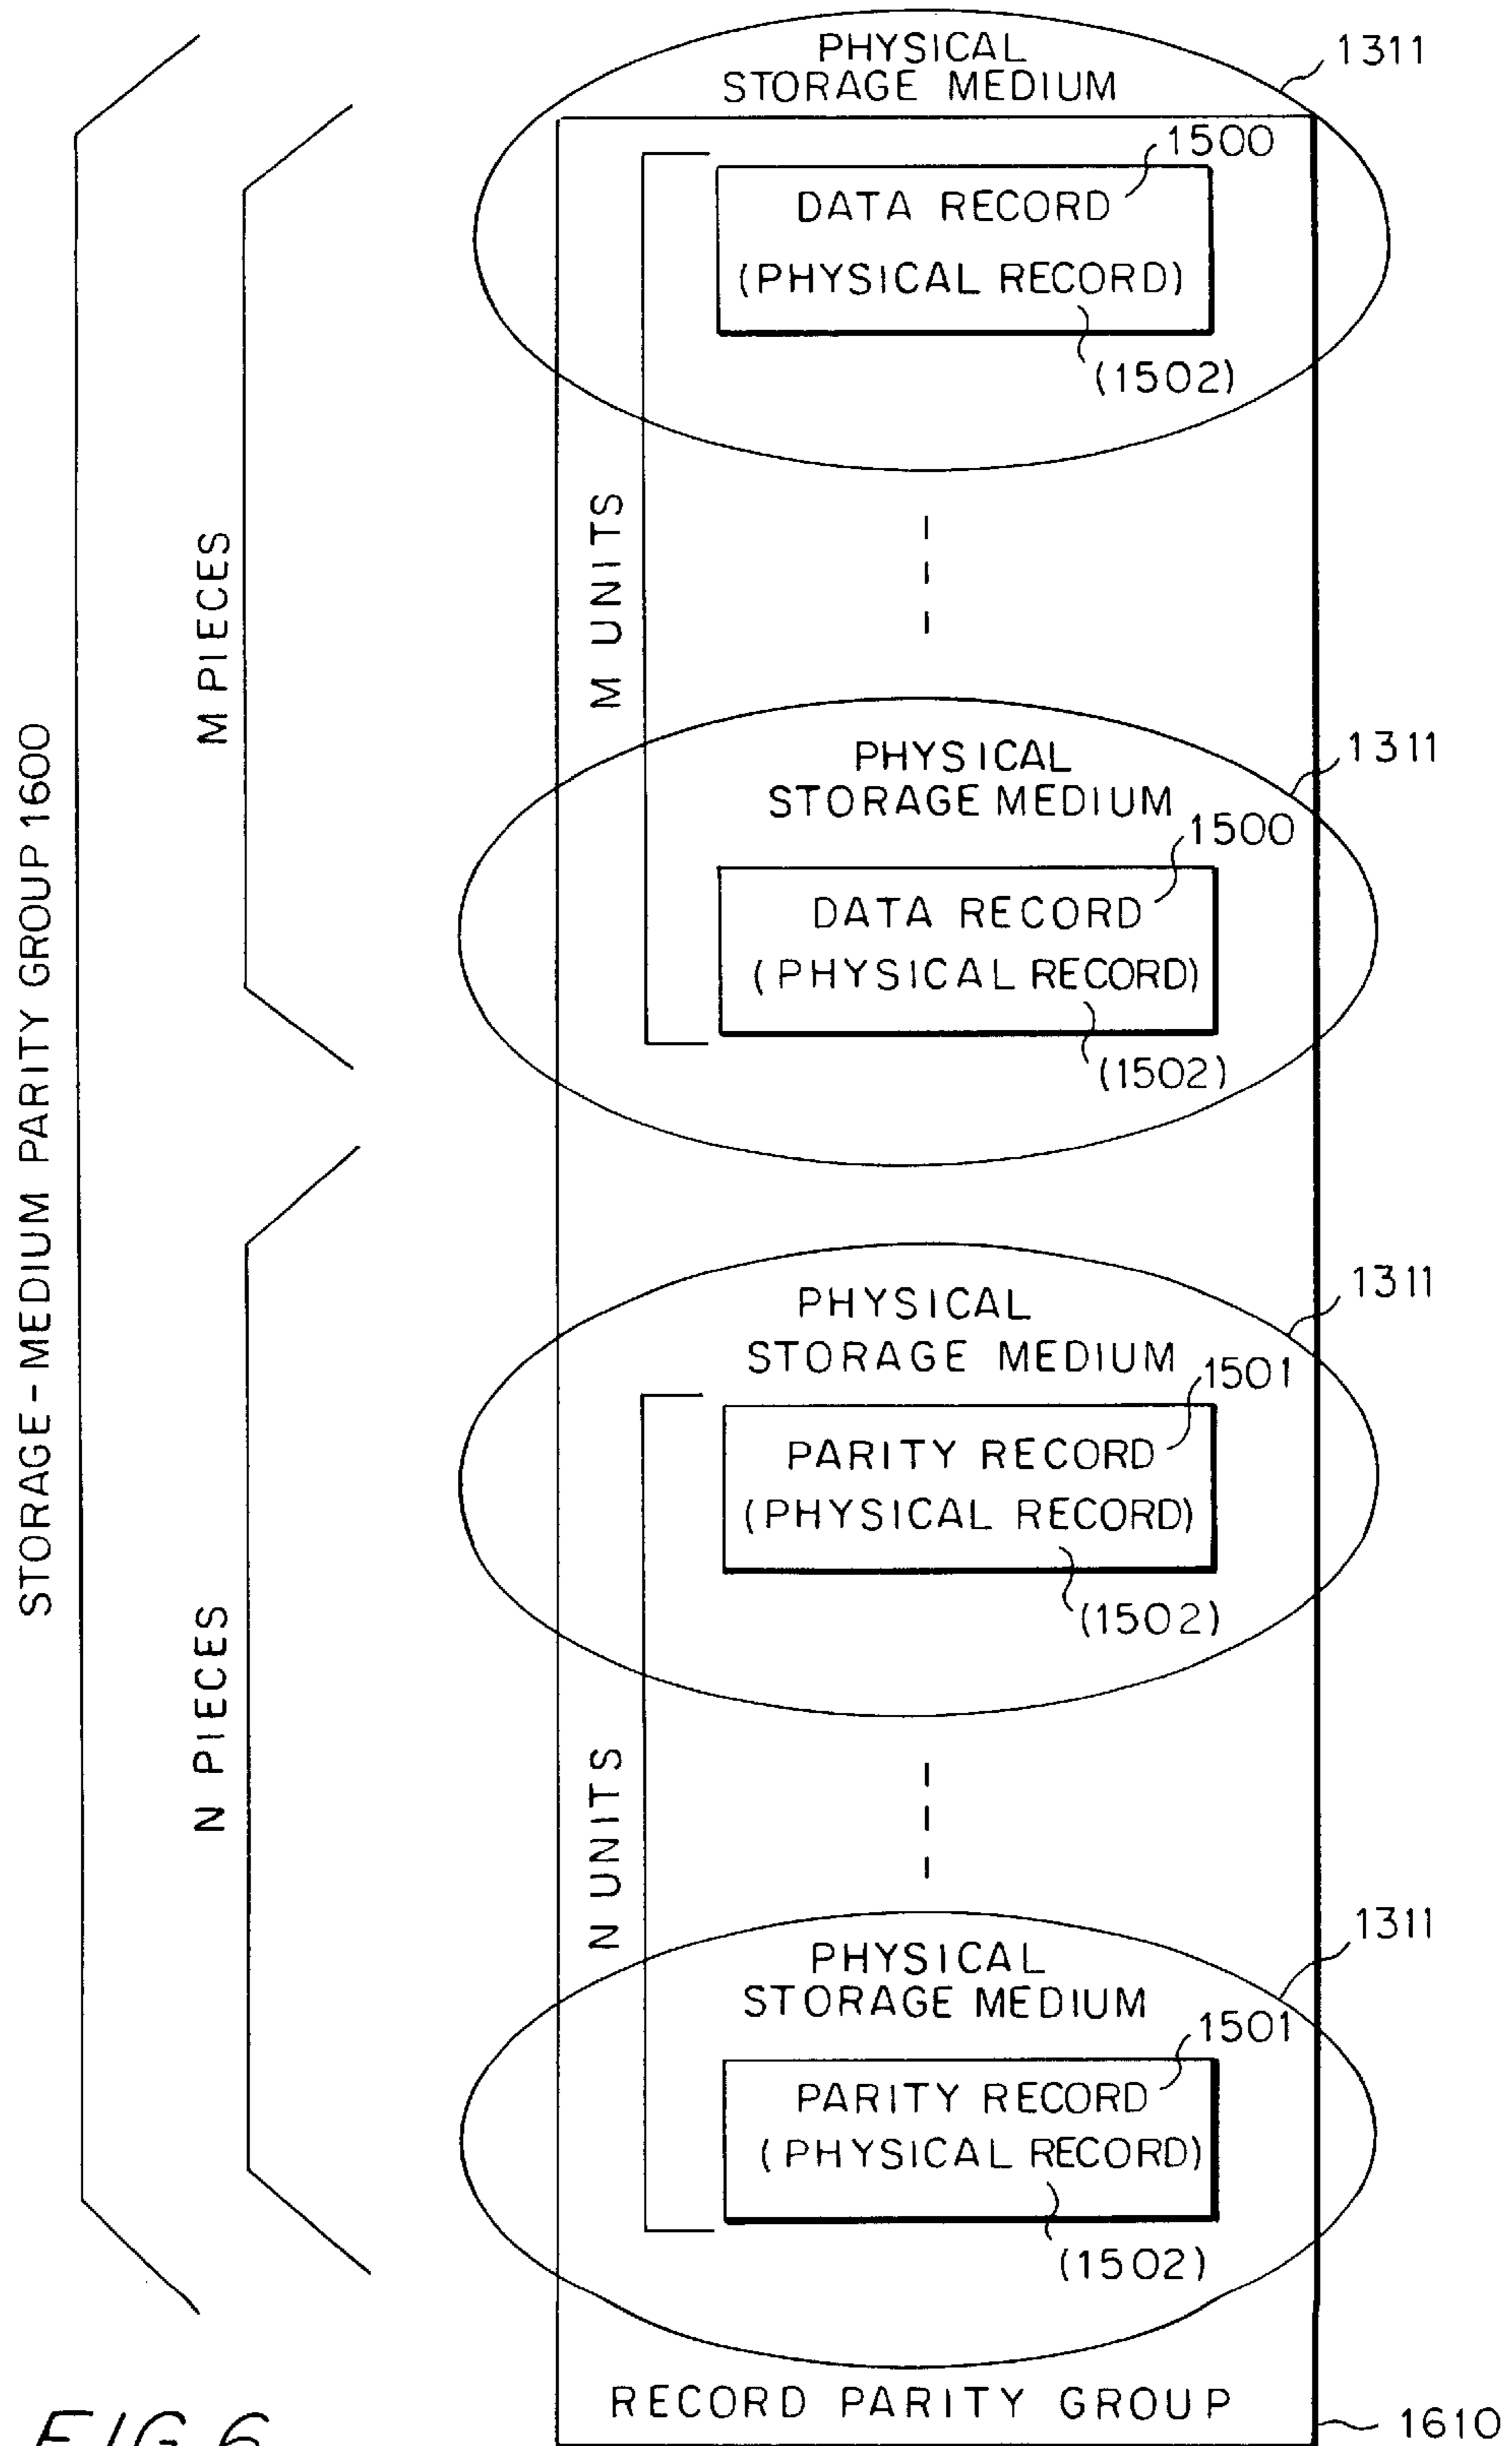 STORAGE-MEDIUM PARITY GROUP 1600
M PIECES
N PIECES
M UNITS
N UNITS
PHYSICAL
STORAGE MEDIUM
1311
1500
DATA RECORD
(PHYSICAL RECORD)
(1502)
PHYSICAL
STORAGE MEDIUM
1311
1500
DATA RECORD
(PHYSICAL RECORD)
(1502)
PHYSICAL
STORAGE MEDIUM
1311
1501
PARITY RECORD
(PHYSICAL RECORD)
(1502)
PHYSICAL
STORAGE MEDIUM
1311
1501
PARITY RECORD
(PHYSICAL RECORD)
(1502)
RECORD PARITY GROUP
1610
FIG. 6